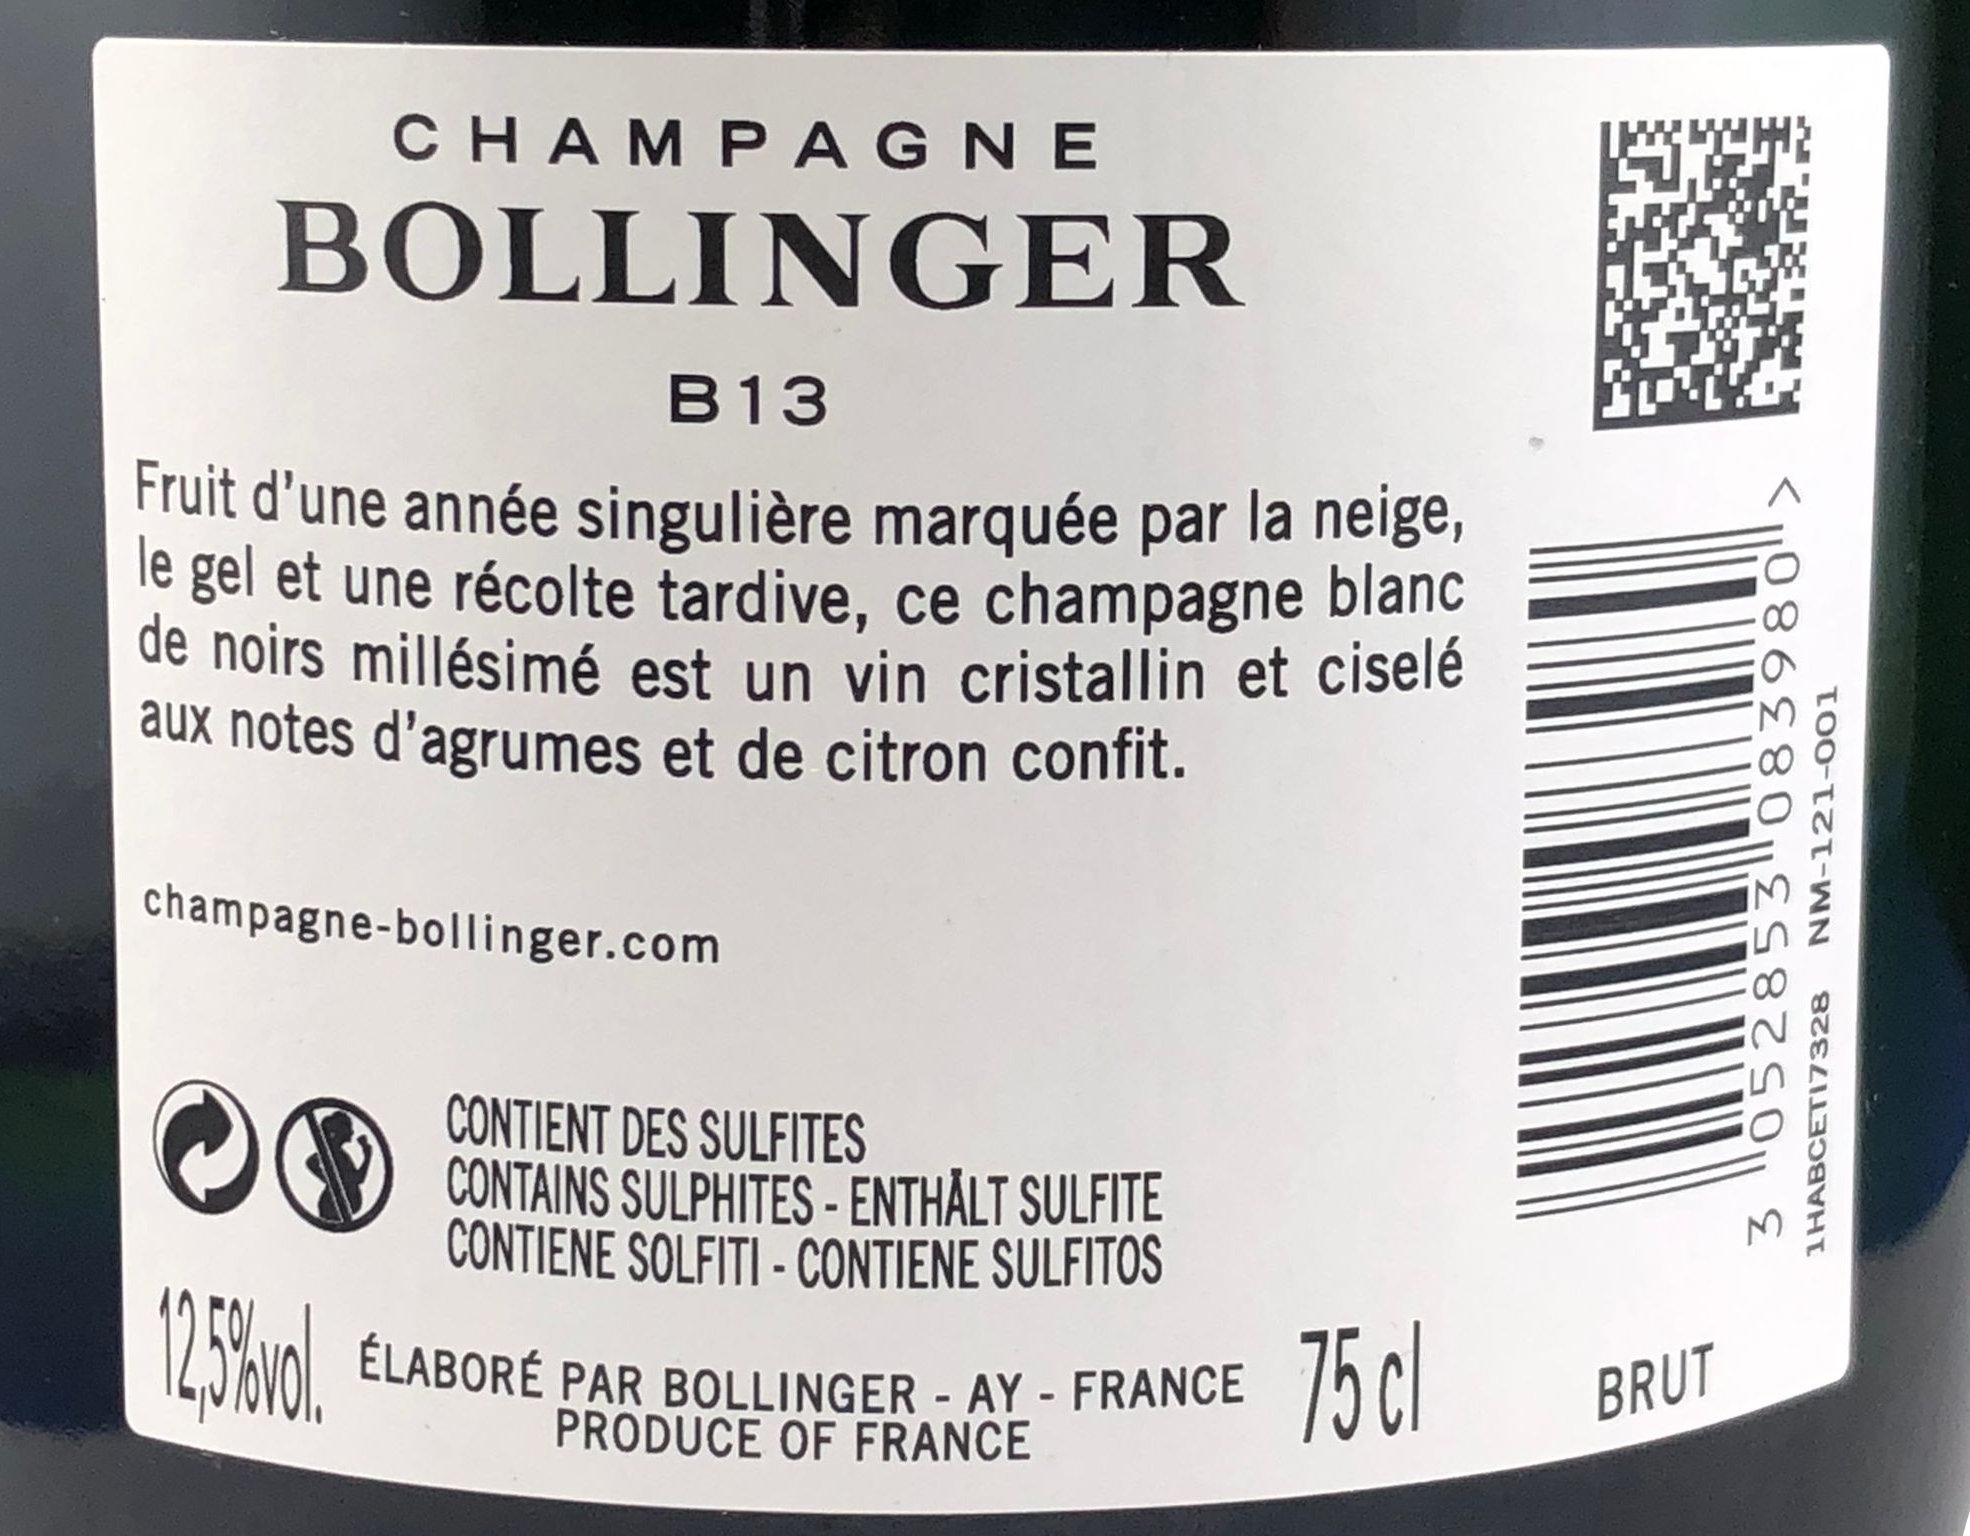 CHAMPAGNE
BOLLINGER
B13
Fruit d'une année singulière marquée par la neige,
le gel et une récolte tardive, ce champagne blanc
de noirs millésimé est un vin cristallin et ciselé
aux notes d'agrumes et de citron confit.
champagne-bollinger.com
CONTIENT DES SULFITES
CONTAINS SULPHITES - ENTHÄLT SULFITE
CONTIENE SOLFITI - CONTIENE SULFITOS
12,5%vol.
ÉLABORÉ PAR BOLLINGER - AY - FRANCE
PRODUCE OF FRANCE
75 cl
BRUT
3 052853 083980 >
1HABCETI7328 NM-121-001